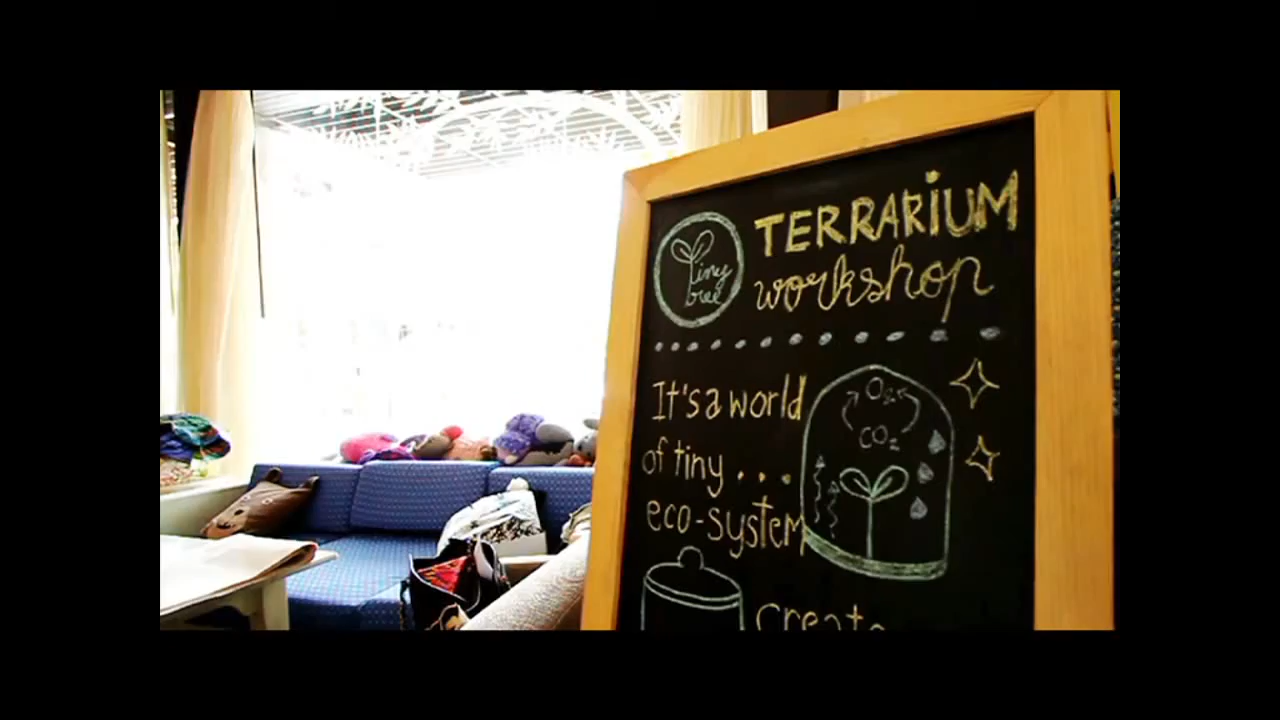 tiny
tree
TERRARIUM
workshop
It's a world
of tiny . . .
eco-system
O₂
CO₂
Create